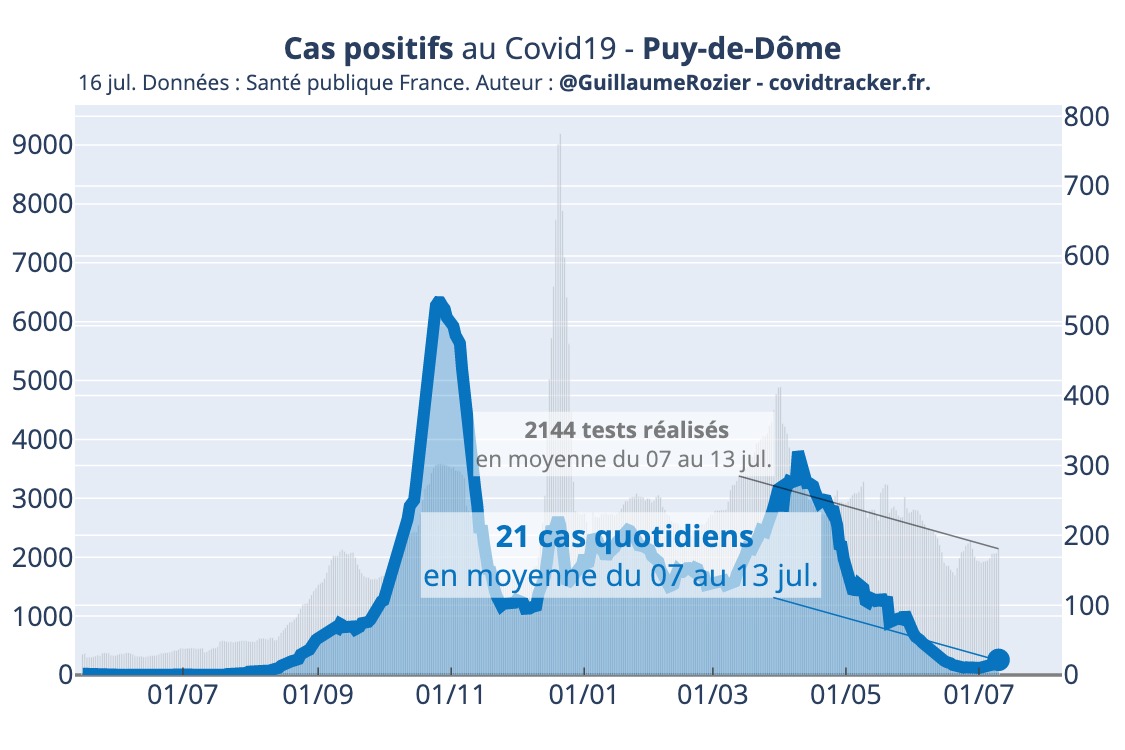 Cas positifs au Covid19 - Puy-de-Dôme
16 jul. Données : Santé publique France. Auteur : @GuillaumeRozier - covidtracker.fr.
9000
8000
7000
6000
5000
4000
3000
2000
1000
0
800
700
600
500
400
300
200
100
0
2144 tests réalisés
en moyenne du 07 au 13 jul.
21 cas quotidiens
en moyenne du 07 au 13 jul.
01/07 01/09 01/11 01/01 01/03 01/05 01/07